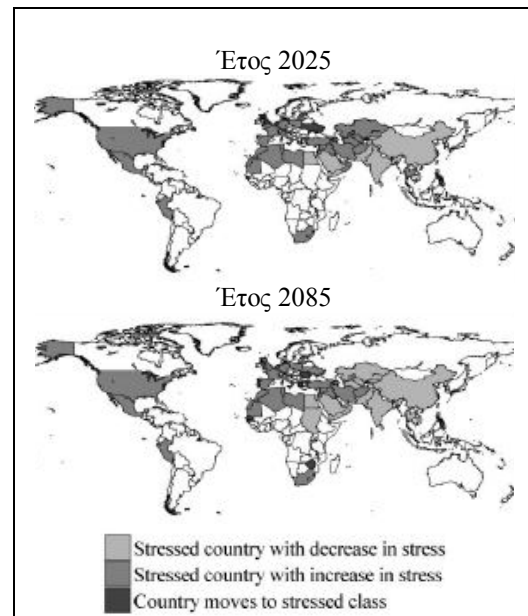 Έτος 2025
Έτος 2085
Stressed country with decrease in stress
Stressed country with increase in stress
Country moves to stressed class